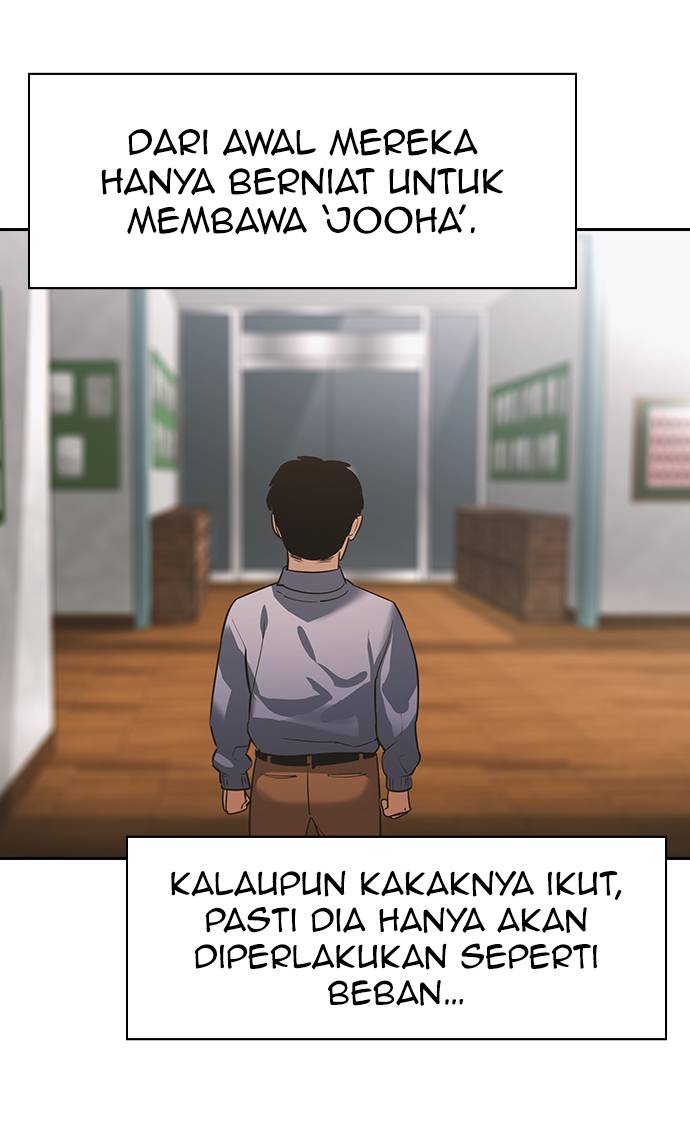 DARI AWAL MEREKA
HANYA BERNIAT UNTUK
MEMBAWA 'JOOHA'.
KALAUPUN KAKAKNYA IKUT,
PASTI DIA HANYA AKAN
DIPERLAKUKAN SEPERTI
BEBAN...